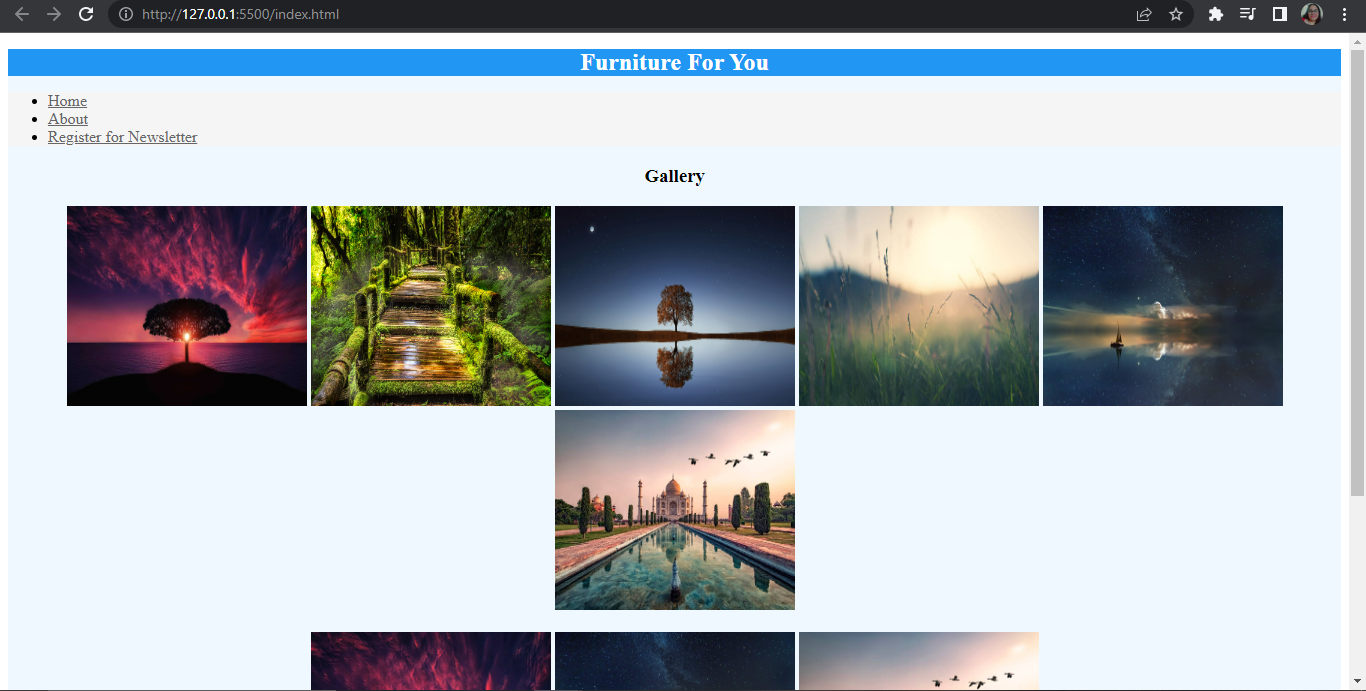 http://127.0.0.1:5500/index.html
Furniture For You
Home
About
Register for Newsletter
Gallery